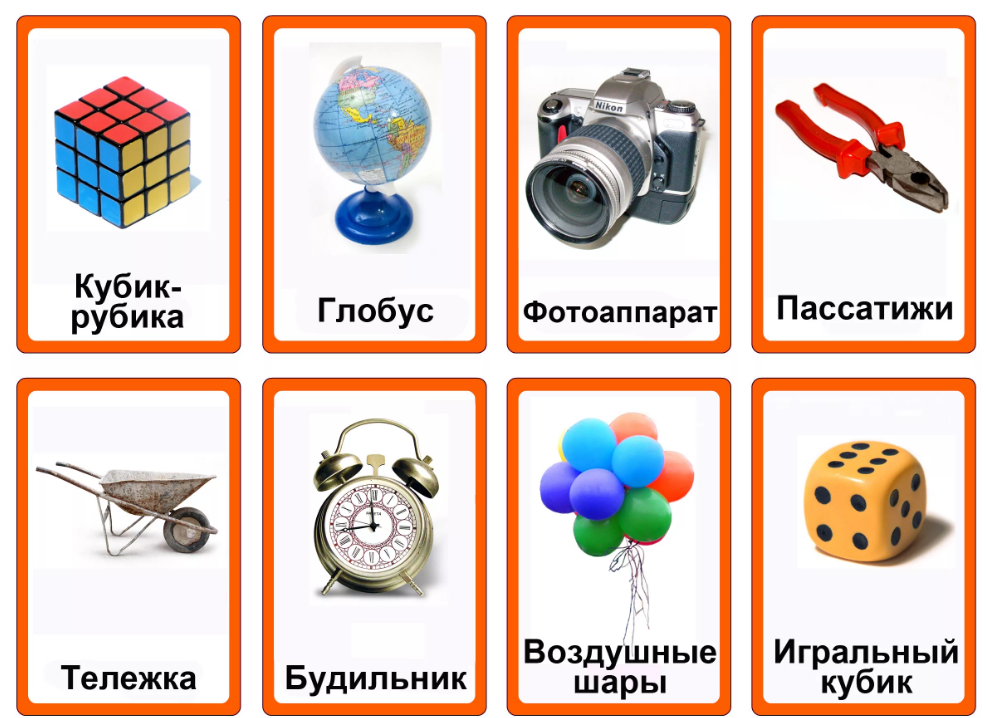 Кубик-
рубика
Глобус
Nikon
Фотоаппарат
Пассатижи
Тележка
Будильник
Воздушные
шары
Игральный
кубик